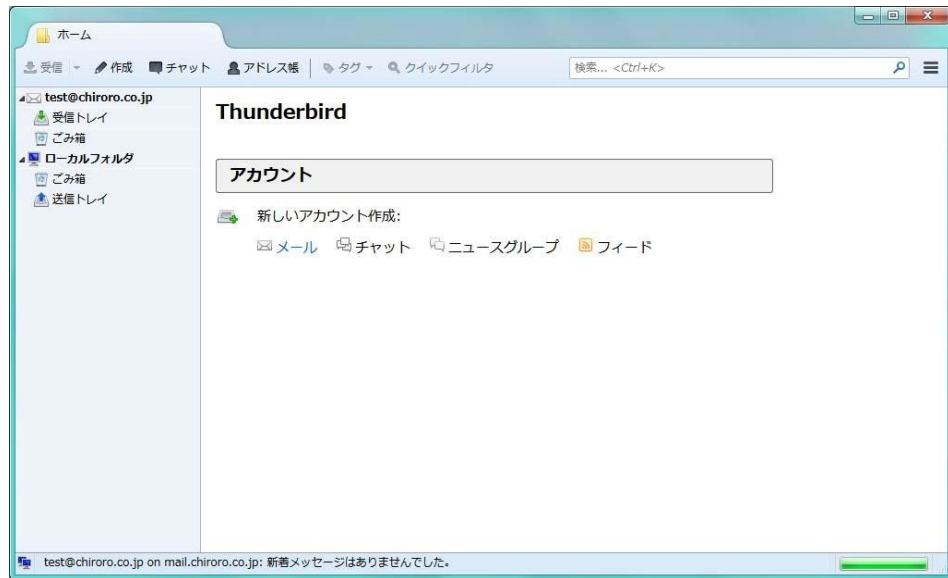 ホーム
受信 作成 チャット アドレス帳 タグ クイックフィルタ 検索... <Ctrl+K>
test@chiroro.co.jp
受信トレイ
ごみ箱
ローカルフォルダ
ごみ箱
送信トレイ
Thunderbird
アカウント
新しいアカウント作成:
メール チャット ニュースグループ フィード
test@chiroro.co.jp on mail.chiroro.co.jp: 新着メッセージはありませんでした。